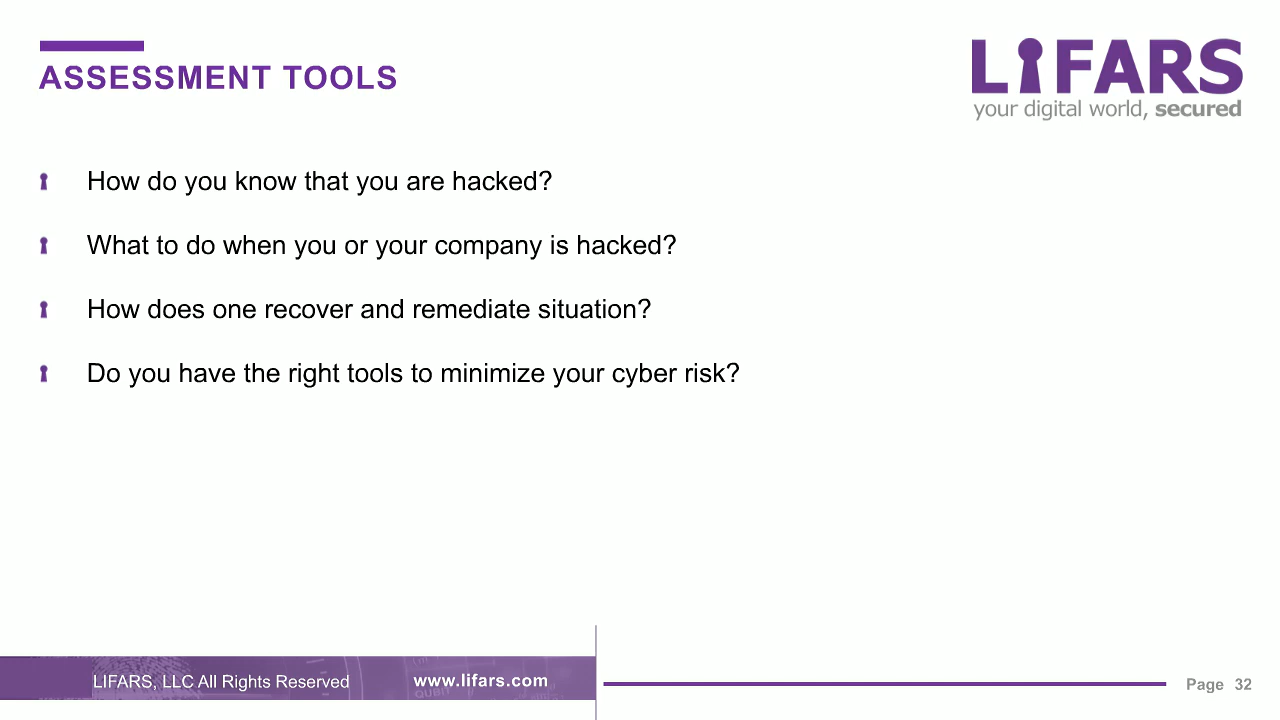 ASSESSMENT TOOLS
LIFARS
your digital world, secured
How do you know that you are hacked?
What to do when you or your company is hacked?
How does one recover and remediate situation?
Do you have the right tools to minimize your cyber risk?
LIFARS, LLC All Rights Reserved
www.lifars.com
QUBIT
Page 32